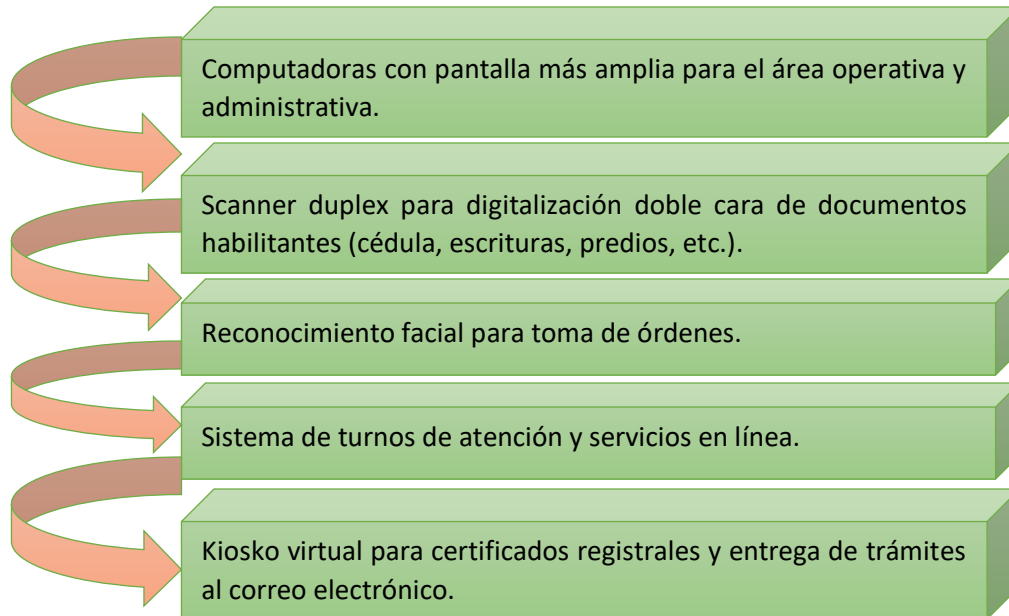 Computadoras con pantalla más amplia para el área operativa y
administrativa.
Scanner duplex para digitalización doble cara de documentos
habilitantes (cédula, escrituras, predios, etc.).
Reconocimiento facial para toma de órdenes.
Sistema de turnos de atención y servicios en línea.
Kiosko virtual para certificados registrales y entrega de trámites
al correo electrónico.